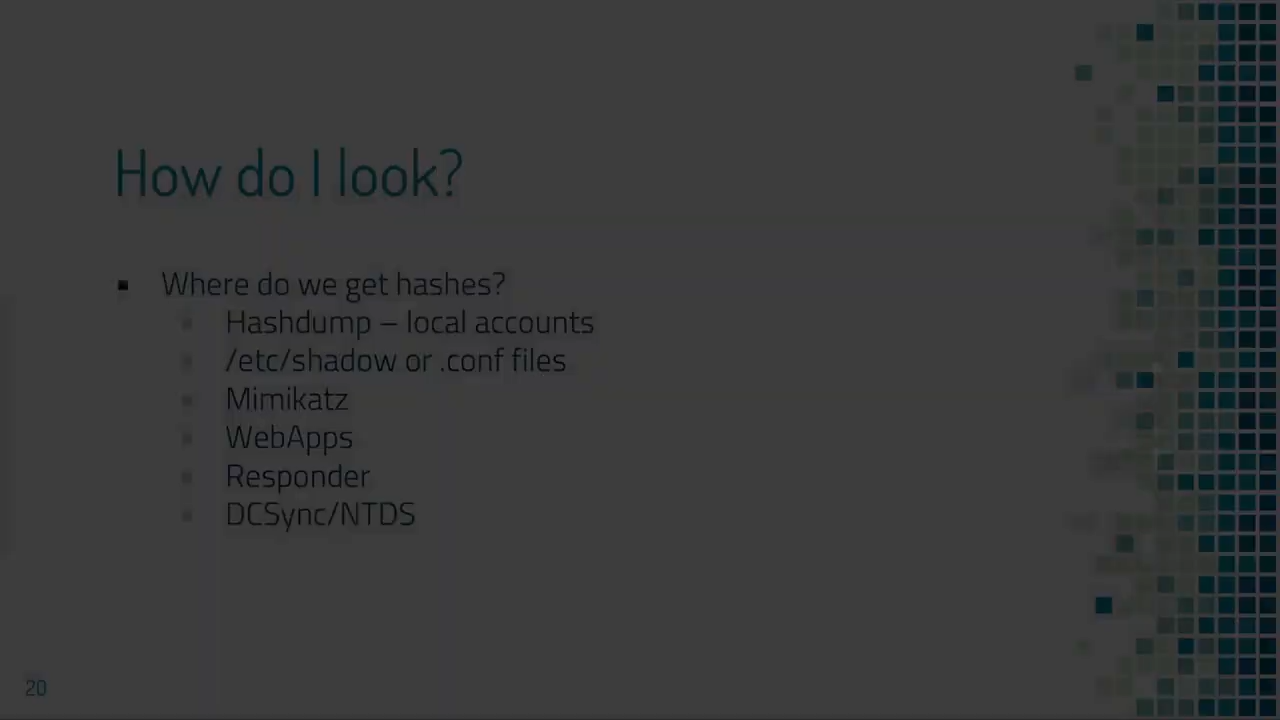 How do I look?
Where do we get hashes?
Hashdump – local accounts
/etc/shadow or .conf files
Mimikatz
WebApps
Responder
DCSync/NTDS
20